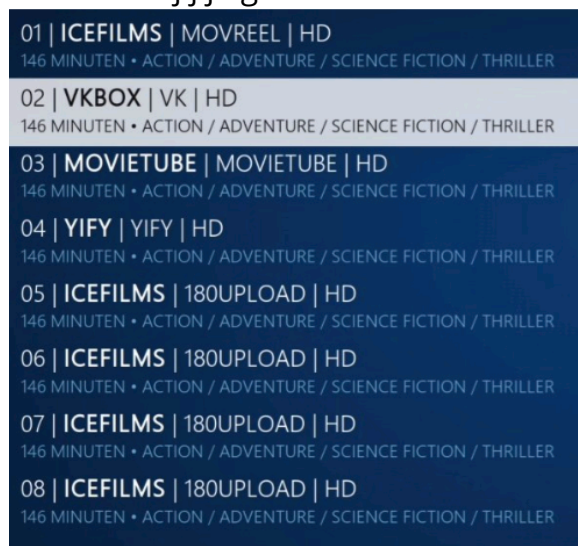 01 | ICEFILMS | MOVREEL | HD
146 MINUTEN • ACTION / ADVENTURE / SCIENCE FICTION / THRILLER
02 | VKBOX | VK | HD
146 MINUTEN • ACTION / ADVENTURE / SCIENCE FICTION / THRILLER
03 | MOVIETUBE | MOVIETUBE | HD
146 MINUTEN • ACTION / ADVENTURE / SCIENCE FICTION / THRILLER
04 | YIFY | YIFY | HD
146 MINUTEN • ACTION / ADVENTURE / SCIENCE FICTION / THRILLER
05 | ICEFILMS | 180UPLOAD | HD
146 MINUTEN • ACTION / ADVENTURE / SCIENCE FICTION / THRILLER
06 | ICEFILMS | 180UPLOAD | HD
146 MINUTEN • ACTION / ADVENTURE / SCIENCE FICTION / THRILLER
07 | ICEFILMS | 180UPLOAD | HD
146 MINUTEN • ACTION / ADVENTURE / SCIENCE FICTION / THRILLER
08 | ICEFILMS | 180UPLOAD | HD
146 MINUTEN • ACTION / ADVENTURE / SCIENCE FICTION / THRILLER